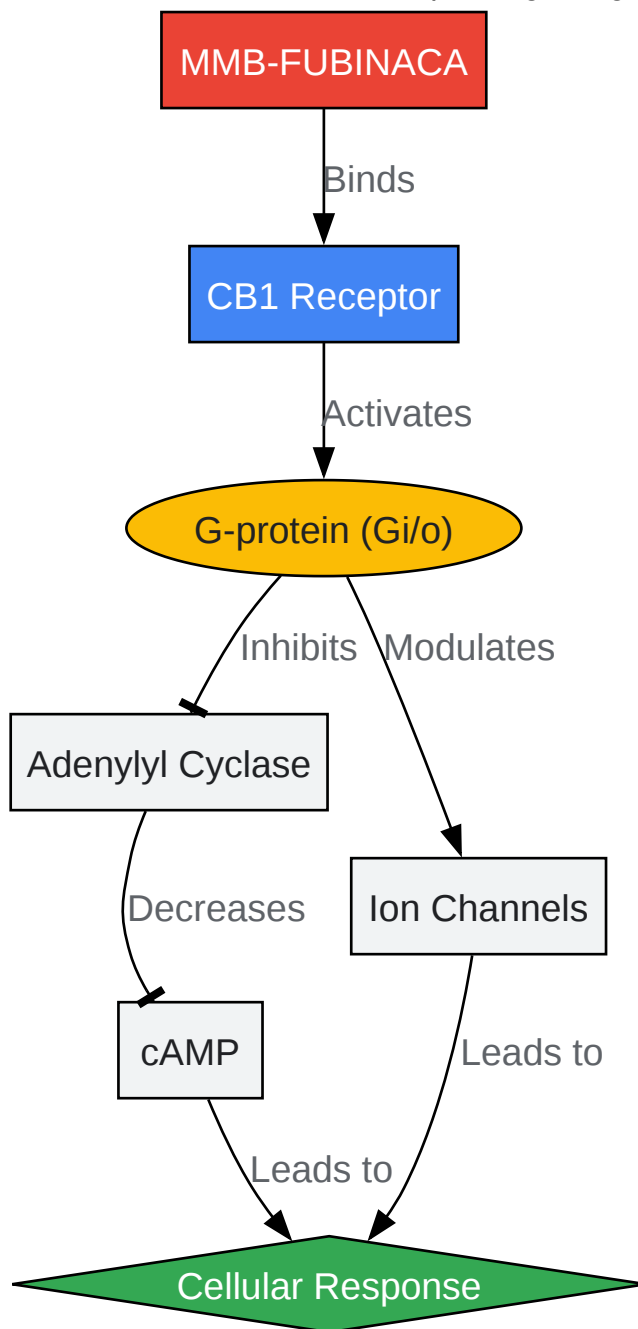 MMB-FUBINACA
Binds
CB1 Receptor
Activates
G-protein (Gi/o)
Inhibits
Modulates
Adenylyl Cyclase
Decreases
Ion Channels
cAMP
Leads to
Leads to
Cellular Response